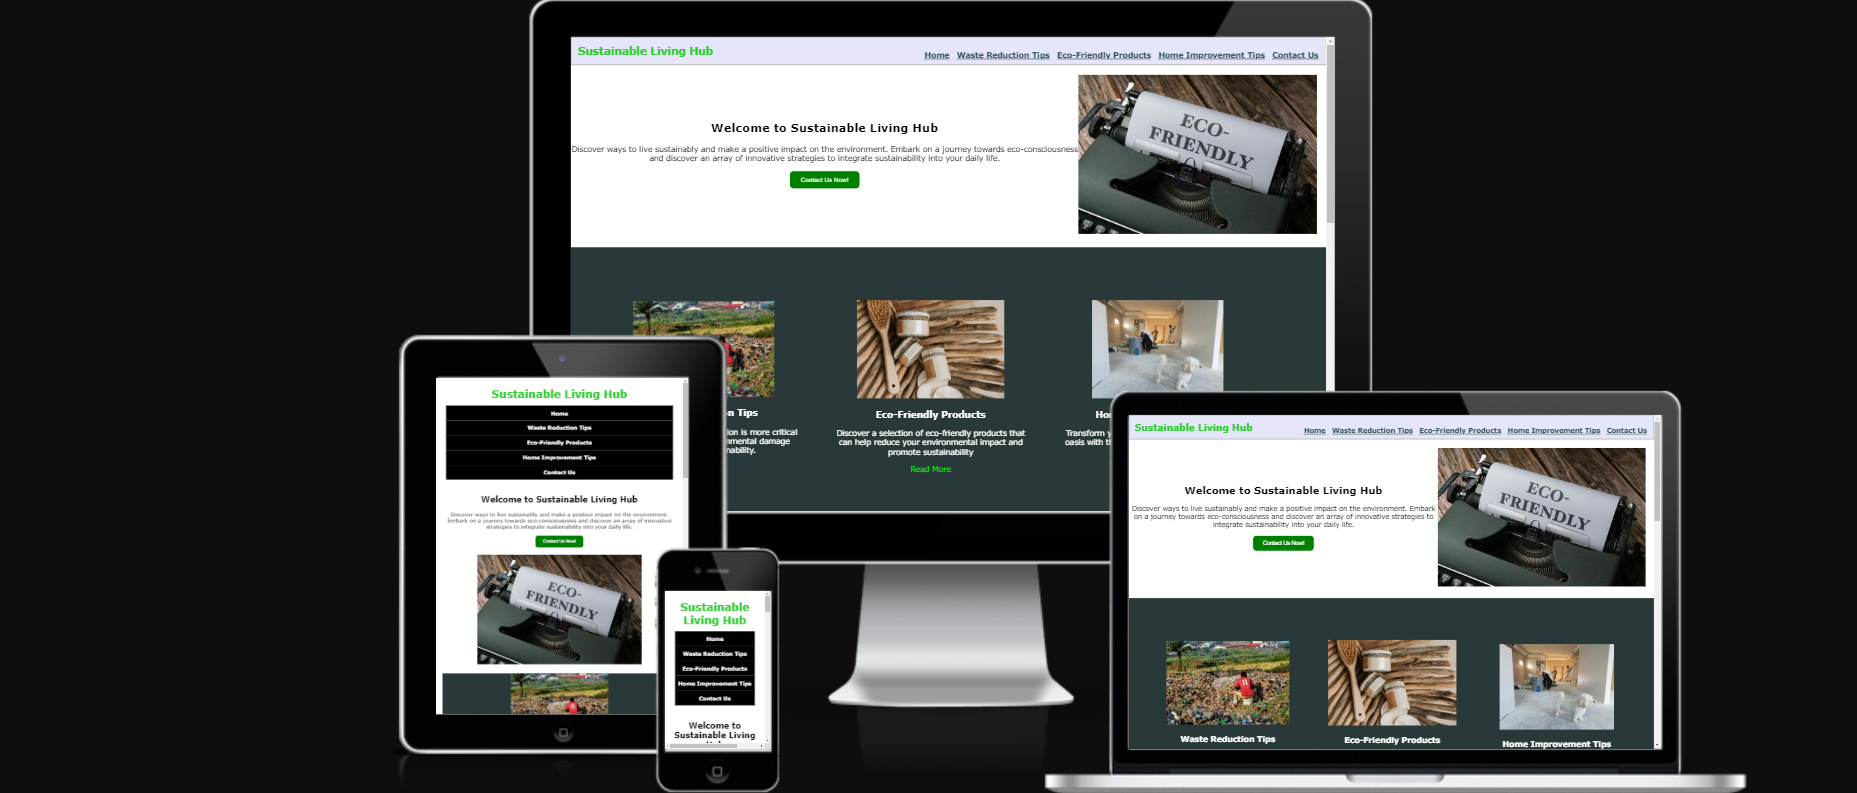 Sustainable Living Hub
Home Waste Reduction Tips Eco-Friendly Products Home Improvement Tips Contact Us
Welcome to Sustainable Living Hub
Discover ways to live sustainably and make a positive impact on the environment. Embark on a journey towards eco-consciousness
and discover an array of innovative strategies to integrate sustainability into your daily life.
Contact Us Now!
ECO-
FRIENDLY
n Tips
tion is more critical
nmental damage
nability.
Eco-Friendly Products
Discover a selection of eco-friendly products that
can help reduce your environmental impact and
promote sustainability
Read More
Ho
Transform y
oasis with th
Sustainable Living Hub
Home
Waste Reduction Tips
Eco-Friendly Products
Home Improvement Tips
Contact Us
Welcome to Sustainable Living Hub
Discover ways to live sustainably and make a positive impact on the environment.
Embark on a journey towards eco-consciousness and discover an array of innovative
strategies to integrate sustainability into your daily life.
Contact Us Now!
ECO-
FRIENDLY
Sustainable
Living Hub
Home
Waste Reduction Tips
Eco-Friendly Products
Home Improvement Tips
Contact Us
Welcome to
Sustainable Living
Sustainable Living Hub
Home Waste Reduction Tips Eco-Friendly Products Home Improvement Tips Contact Us
Welcome to Sustainable Living Hub
Discover ways to live sustainably and make a positive impact on the environment. Embark
on a journey towards eco-consciousness and discover an array of innovative strategies to
integrate sustainability into your daily life.
Contact Us Now!
ECO-
FRIENDLY
Waste Reduction Tips
Eco-Friendly Products
Home Improvement Tips